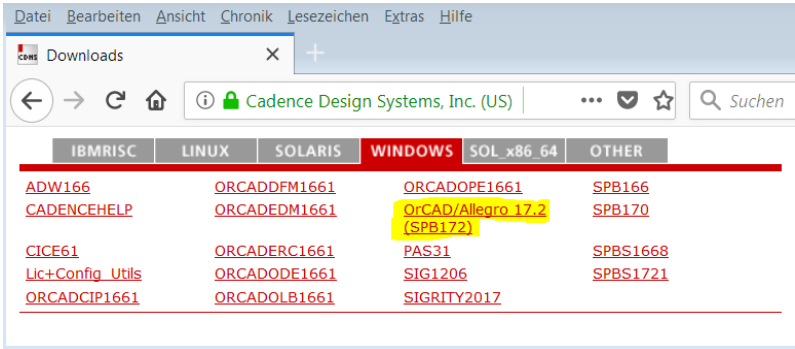 Datei Bearbeiten Ansicht Chronik Lesezeichen Extras Hilfe
CDMS Downloads
Cadence Design Systems, Inc. (US)
Suchen
IBMRISC LINUX SOLARIS WINDOWS SOL_x86_64 OTHER
ADW166 ORCADDFM1661 ORCADOPE1661 SPB166
CADENCEHELP ORCADEDM1661 OrCAD/Allegro 17.2 SPB170
(SPB172)
CICE61 ORCADERC1661 PAS31 SPBS1668
Lic+Config_Utils ORCADODE1661 SIG1206 SPBS1721
ORCADCIP1661 ORCADOLB1661 SIGRITY2017